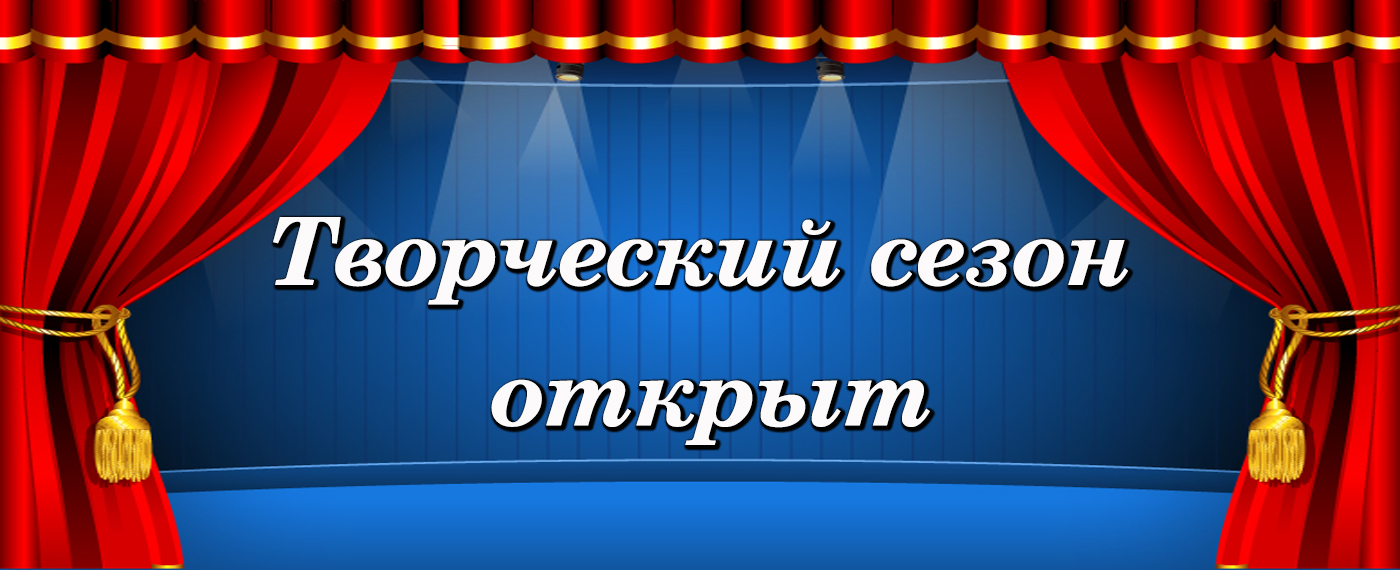 Творческий сезон
открыт